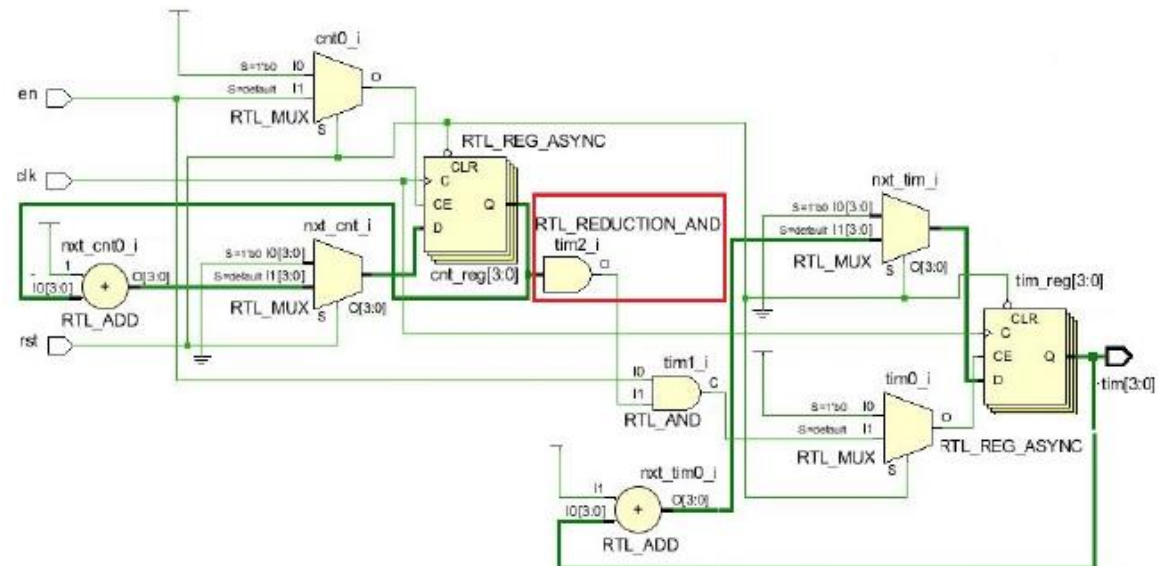 cnt0_i
S=1'b0 I0
S=default I1
O
S
RTL_MUX
en
clk
RTL_REG_ASYNC
CLR
C
CE
Q
D
cnt_reg[3:0]
nxt_cnt0_i
1
I0[3:0]
O[3:0]
+
RTL_ADD
nxt_cnt_i
S=1'b0 I0[3:0]
S=default I1[3:0]
RTL_MUX
S
O[3:0]
rst
RTL_REDUCTION_AND
tim2_i
O
nxt_tim_i
S=1'b0 I0[3:0]
S=default I1[3:0]
RTL_MUX
S
O[3:0]
tim_reg[3:0]
CLR
C
CE
Q
D
RTL_REG_ASYNC
tim[3:0]
tim1_i
I0
I1
RTL_AND
tim0_i
S=1'b0 I0
S=default I1
O
RTL_MUX
S
nxt_tim0_i
I1
I0[3:0]
O[3:0]
+
RTL_ADD